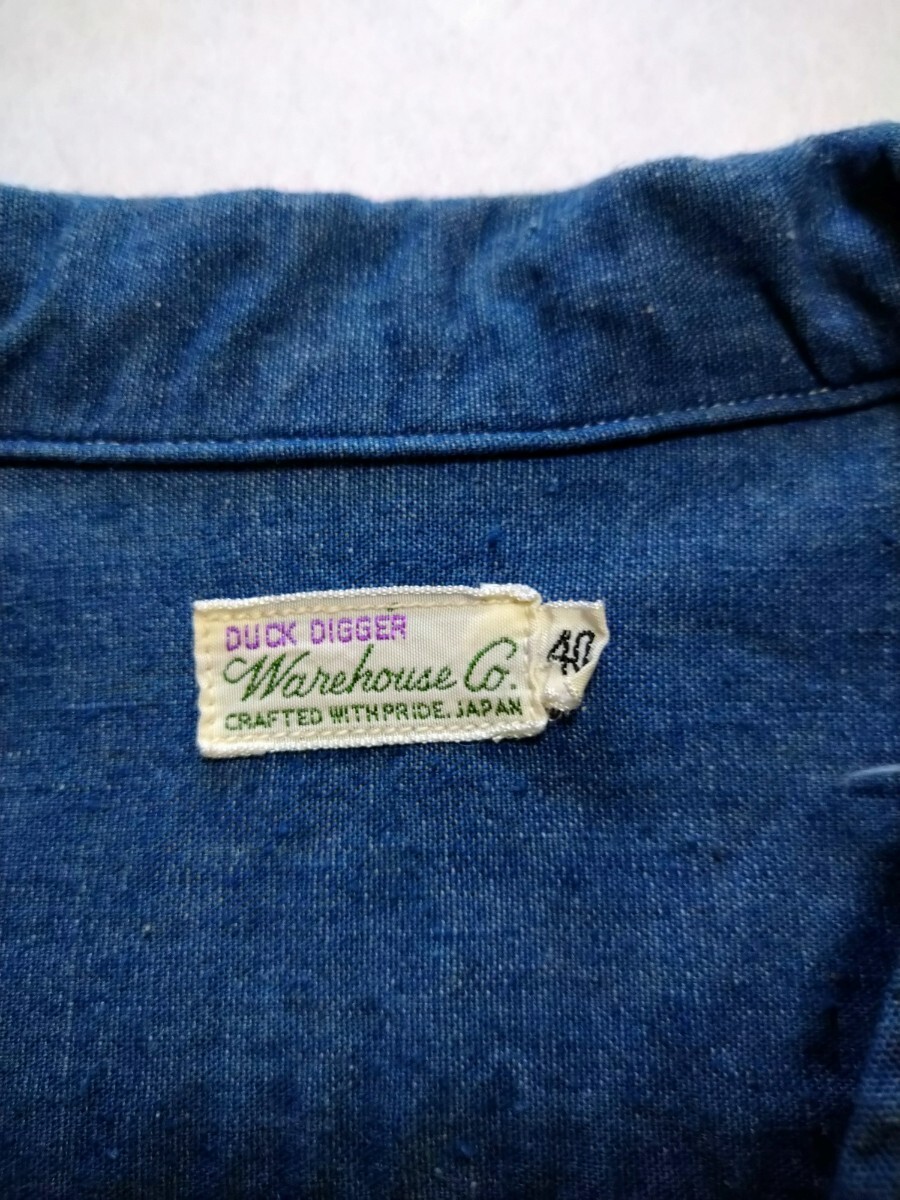 DUCK DIGGER
Warehouse Co.
CRAFTED WITH PRIDE. JAPAN
40